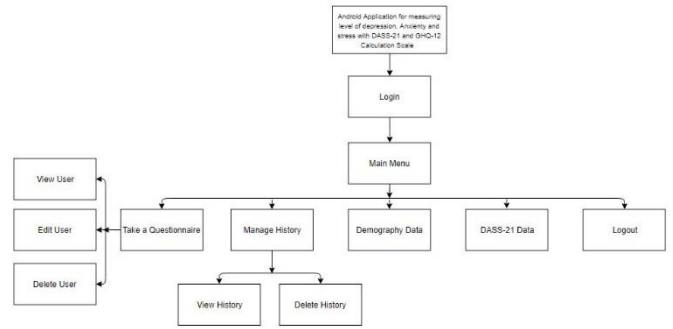 Android Application for measuring
level of depression, Anxienty and
stress with DASS-21 and GHQ-12
Calculation Scale
Login
Main Menu
View User
Edit User
Delete User
Take a Questionnaire
Manage History
Demography Data
DASS-21 Data
Logout
View History
Delete History